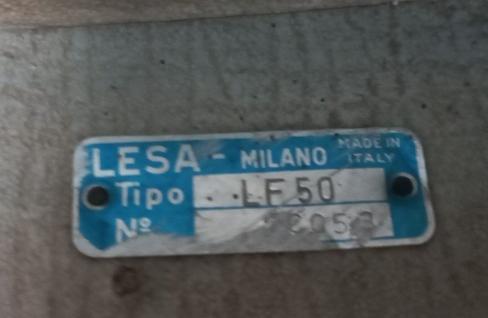 LESA - MILANO MADE IN ITALY
Tipo ..LF50
Nº